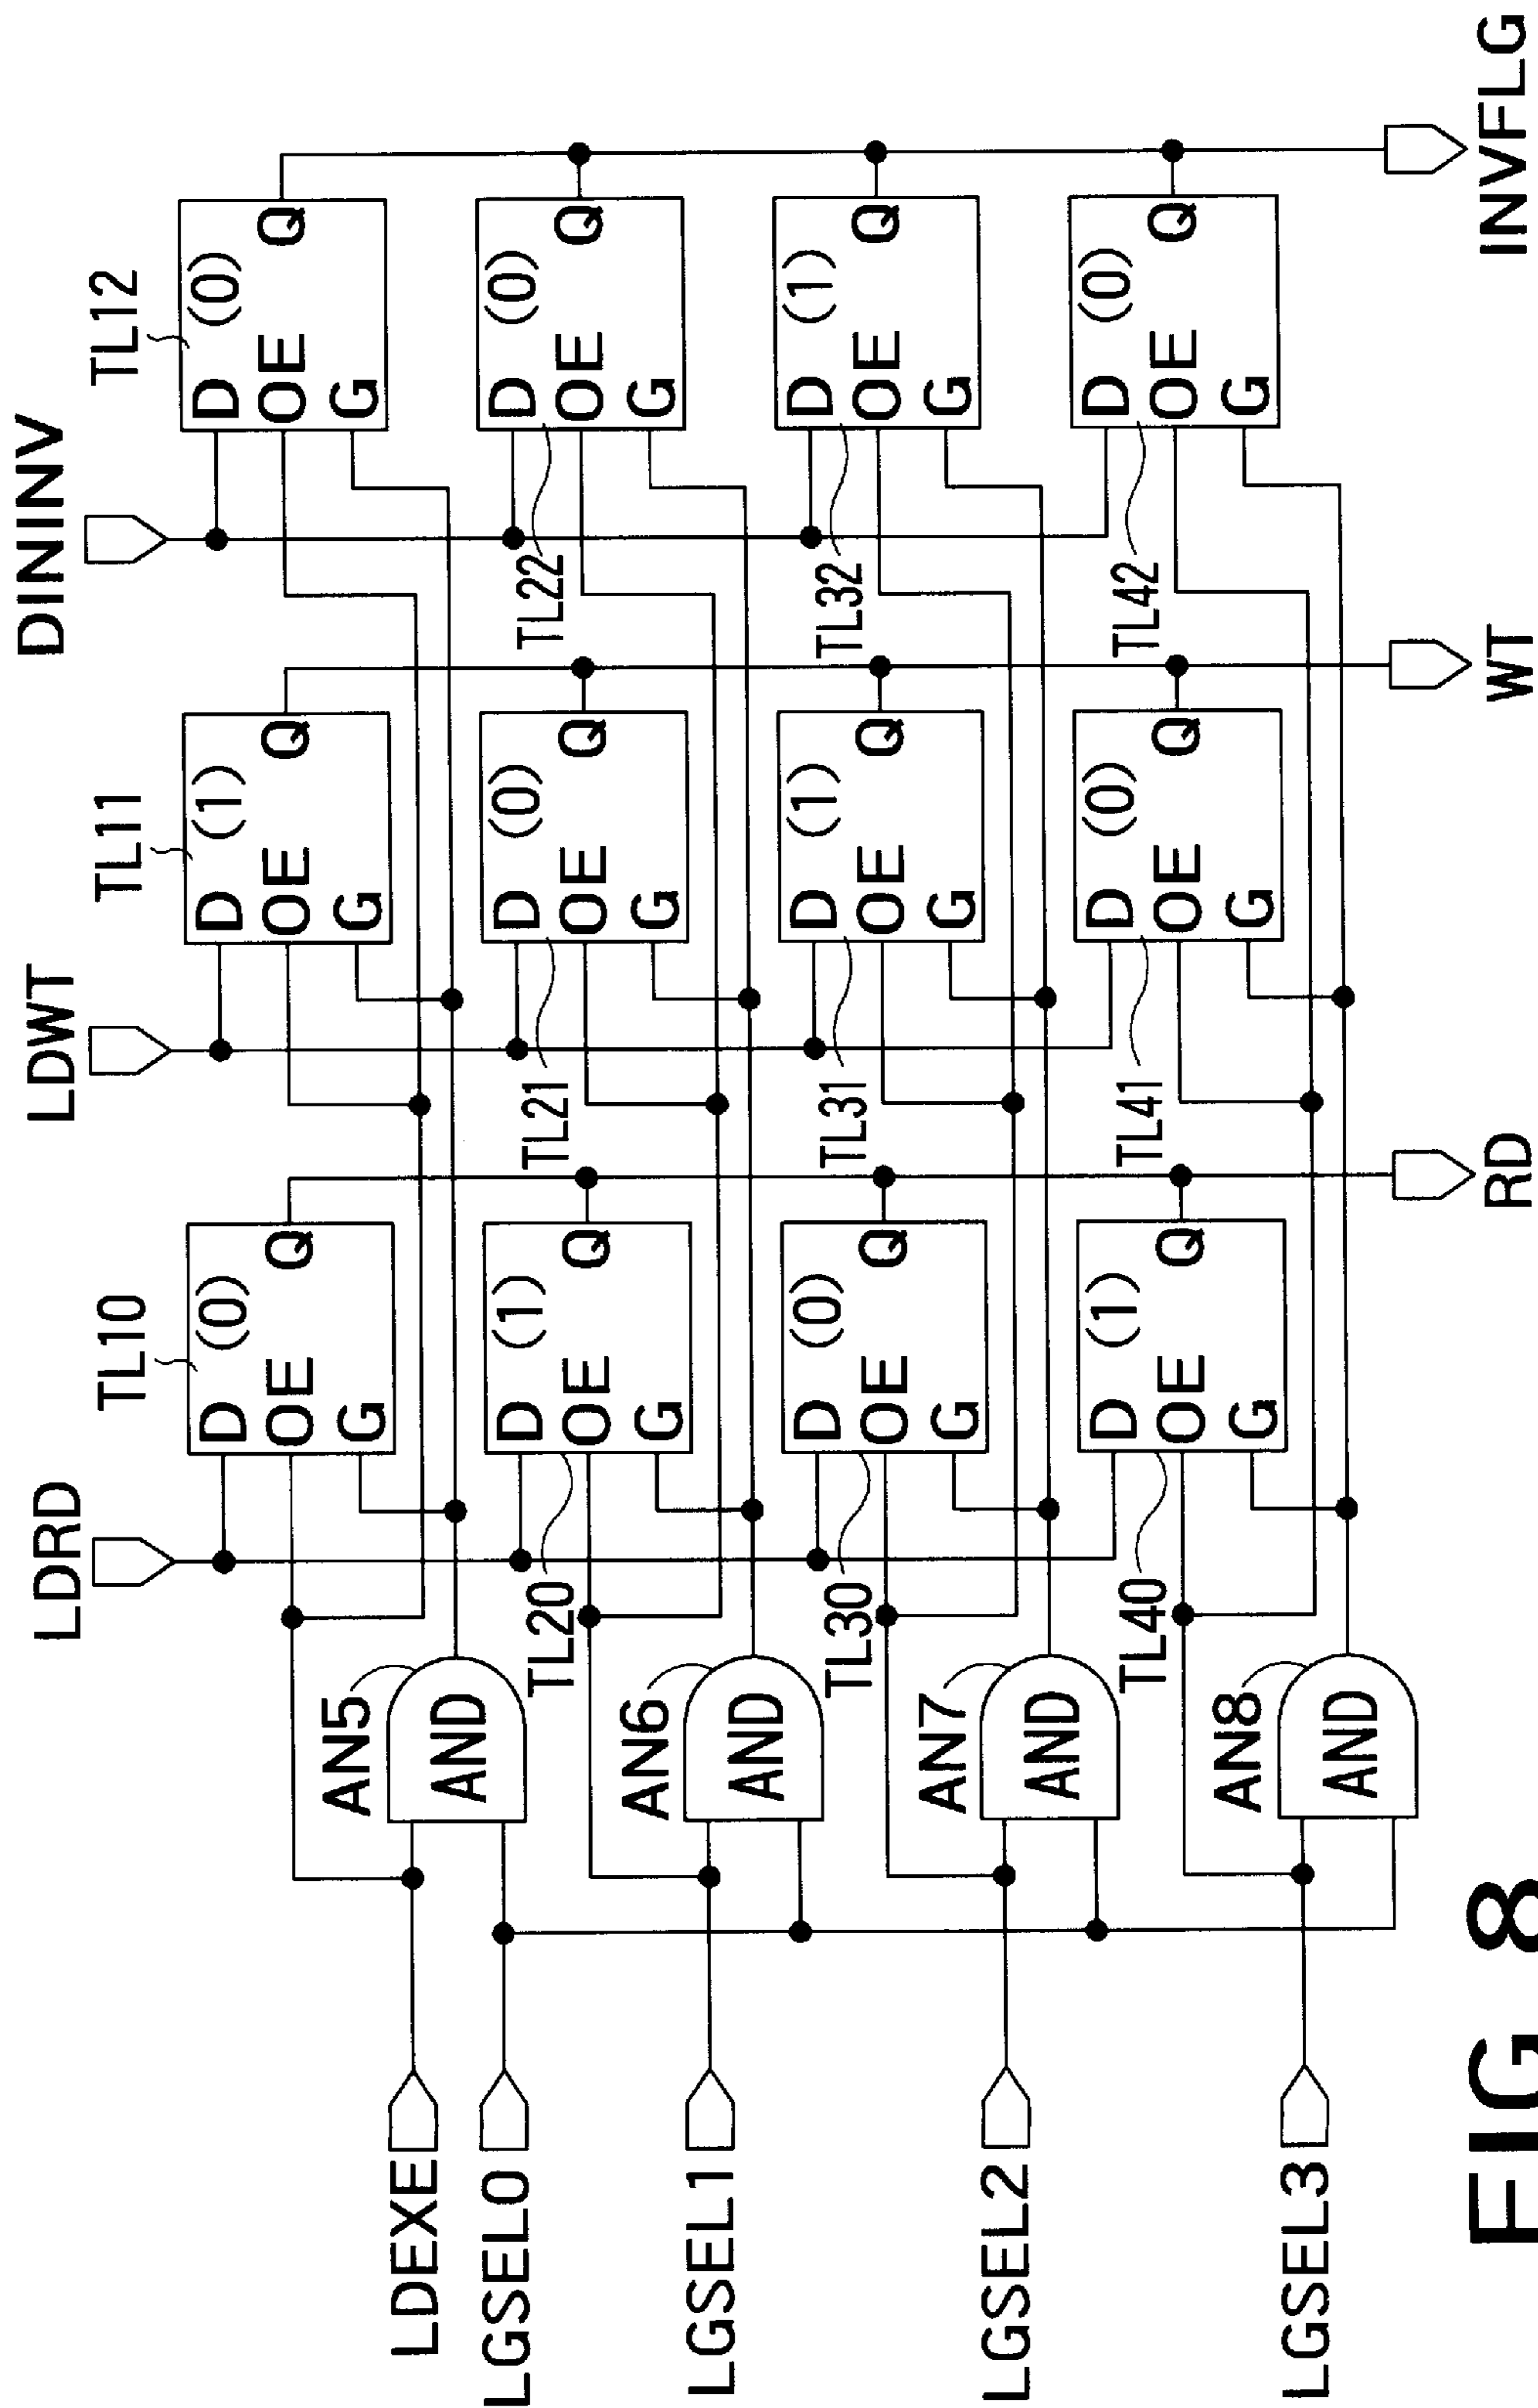 DININV
TL12
D (0) Q
OE
G
D (0) Q
OE
G
TL22
D (1) Q
OE
G
TL32
D (0) Q
OE
G
TL42
INVFLG
LDWT
TL11
D (1) Q
OE
G
D (0) Q
OE
G
TL21
D (1) Q
OE
G
TL31
D (0) Q
OE
G
TL41
WT
LDRD
TL10
D (0) Q
OE
G
D (1) Q
OE
G
TL20
D (0) Q
OE
G
TL30
D (1) Q
OE
G
TL40
RD
AN5
AND
AN6
AND
AN7
AND
AN8
AND
LDEXE
LGSEL0
LGSEL1
LGSEL2
LGSEL3
FIG 8